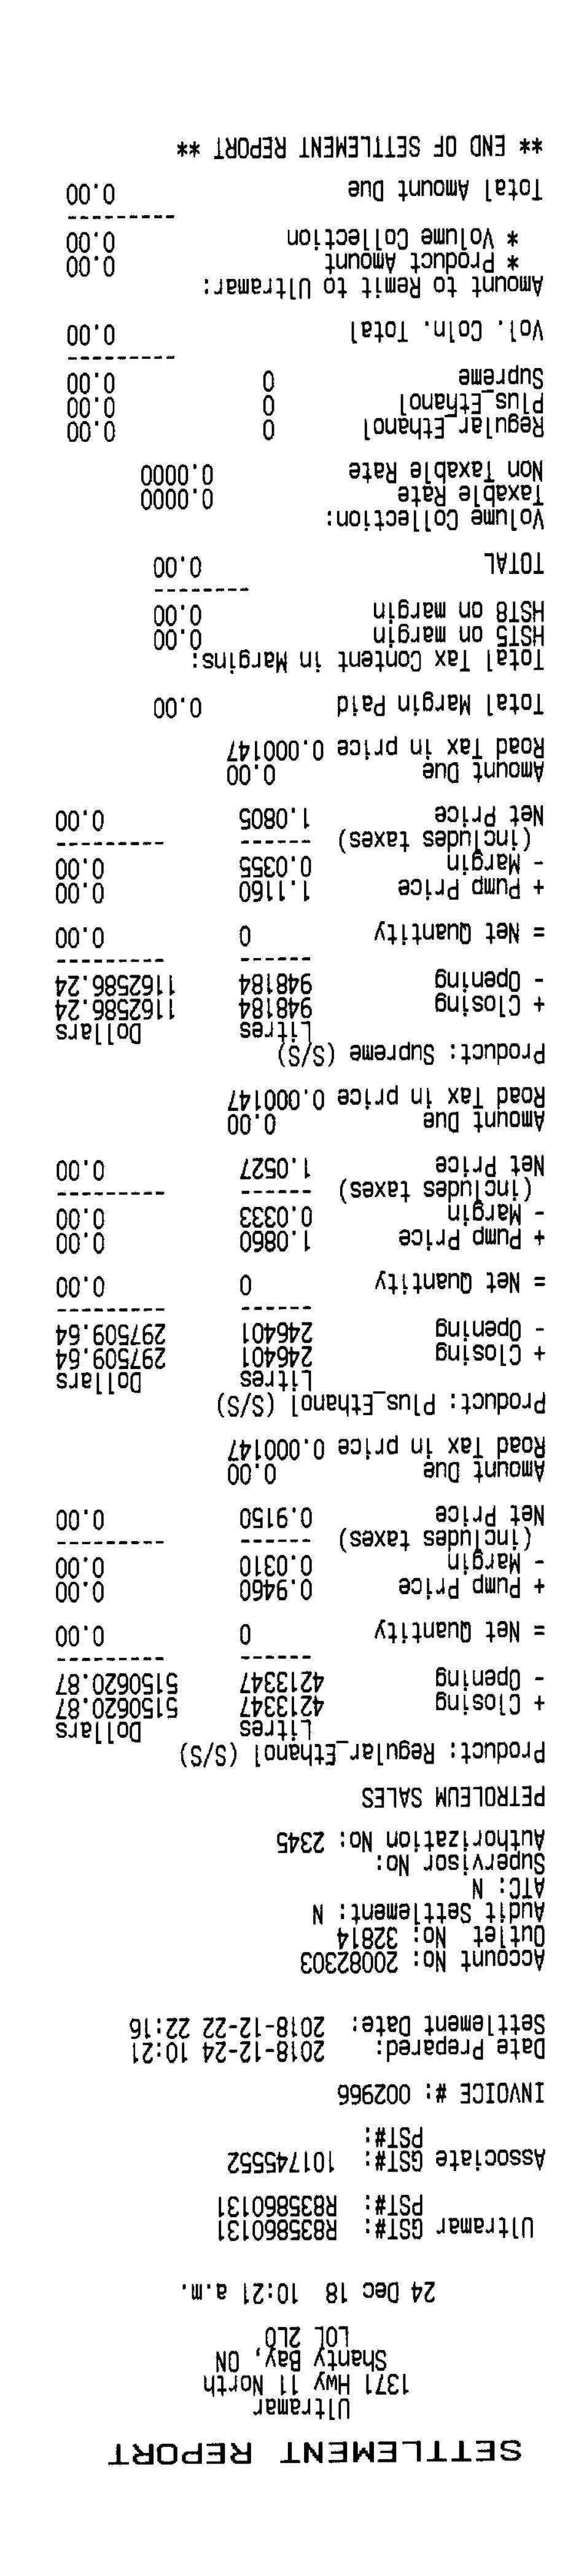 SETTLEMENT REPORT
Ultramar
1371 Hwy 11 North
Shanty Bay, ON
L0L 2L0
24 Dec 18 10:21 a.m.
Ultramar GST#: R835860131
PST#: R835860131
Associate GST#: 101745552
PST#:
INVOICE #: 002966
Date Prepared: 2018-12-24 10:21
Settlement Date: 2018-12-22 22:16
Account No: 20082303
Outlet No: 32814
Audit Settlement: N
ATC: N
Supervisor No:
Authorization No: 2345
PETROLEUM SALES
Product: Regular_Ethanol (S/S)
Litres Dollars
+ Closing 4213347 5150620.87
- Opening 4213347 5150620.87
------ ---------
= Net Quantity 0 0.00
+ Pump Price 0.9460 0.00
- Margin 0.0310 0.00
(includes taxes) ------ ---------
Net Price 0.9150 0.00
Amount Due 0.00
Road Tax in price 0.000147
Product: Plus_Ethanol (S/S)
Litres Dollars
+ Closing 246401 297509.64
- Opening 246401 297509.64
------ ---------
= Net Quantity 0 0.00
+ Pump Price 1.0860 0.00
- Margin 0.0333 0.00
(includes taxes) ------ ---------
Net Price 1.0527 0.00
Amount Due 0.00
Road Tax in price 0.000147
Product: Supreme (S/S)
Litres Dollars
+ Closing 948184 1162586.24
- Opening 948184 1162586.24
------ ---------
= Net Quantity 0 0.00
+ Pump Price 1.1160 0.00
- Margin 0.0355 0.00
(includes taxes) ------ ---------
Net Price 1.0805 0.00
Amount Due 0.00
Road Tax in price 0.000147
Total Margin Paid 0.00
Total Tax Content in Margins:
HST5 on margin 0.00
HST8 on margin 0.00
--------
TOTAL 0.00
Volume Collection:
Taxable Rate 0.0000
Non Taxable Rate 0.0000
Regular_Ethanol 0 0.00
Plus_Ethanol 0 0.00
Supreme 0 0.00
---------
Vol. Coln. Total 0.00
Amount to Remit to Ultramar:
* Product Amount 0.00
* Volume Collection 0.00
---------
Total Amount Due 0.00
** END OF SETTLEMENT REPORT **